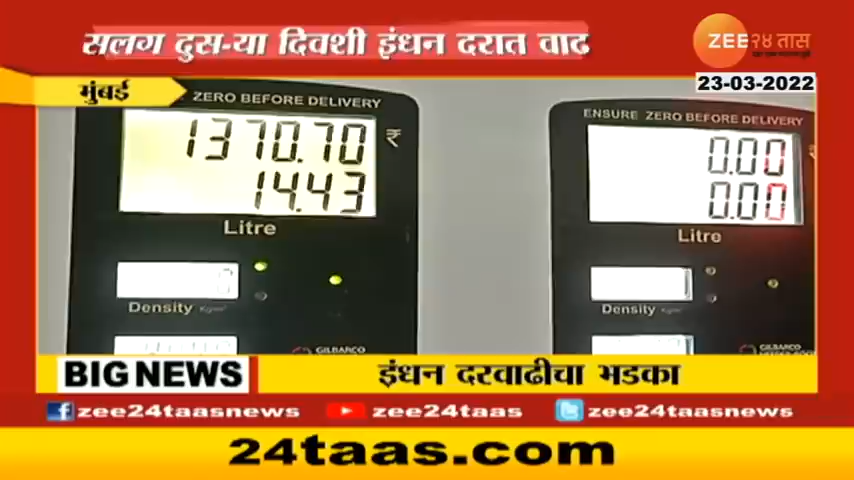 सलग दुस-या दिवशी इंधन दरात वाढ
ZEE २४ तास
23-03-2022
मुंबई
ZERO BEFORE DELIVERY
1370.70 ₹
14.43
Litre
Density
ENSURE ZERO BEFORE DELIVERY
0.00
0.00
Litre
Density
GILBARCO
GILBARCO
BIG NEWS
इंधन दरवाढीचा भडका
zee24taasnews
zee24taas
zee24taasnews
24taas.com